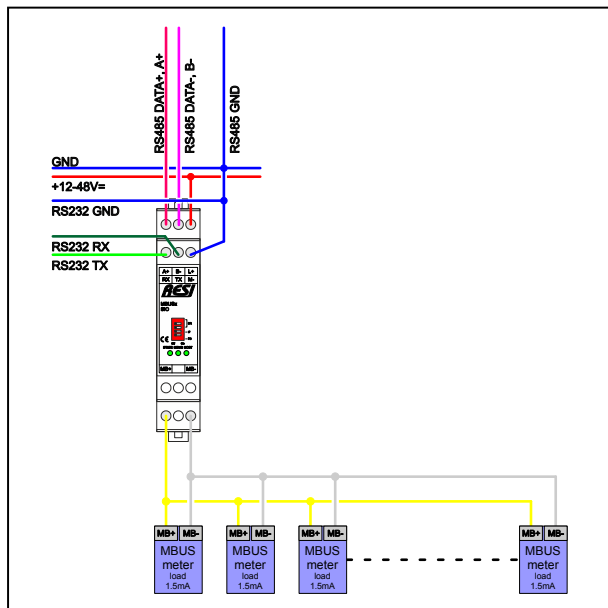 RS485 DATA+, A+
RS485 DATA-, B-
RS485 GND
GND
+12-48V=
RS232 GND
RS232 RX
RS232 TX
A+ B- L+
RX TX M-
RESI
MB+ MB-
MB+ MB- MB+ MB- MB+ MB- MB+ MB-
MBUS MBUS MBUS MBUS
meter meter meter meter
load load load load
1.5mA 1.5mA 1.5mA 1.5mA